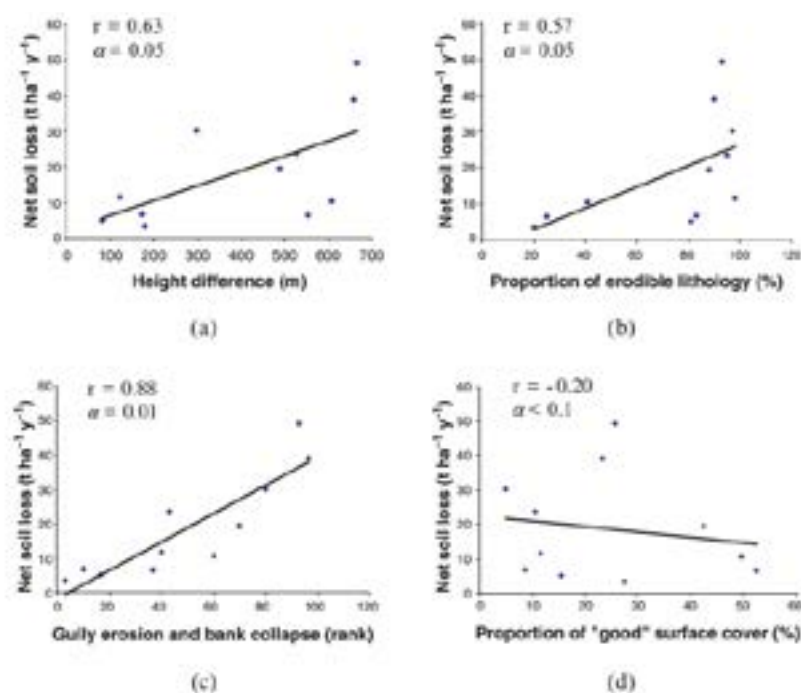 r = 0.63
α = 0.05
Net soil loss (t ha⁻¹ y⁻¹)
60
50
40
30
20
10
0
0 100 200 300 400 500 600 700
Height difference (m)
(a)
r = 0.57
α = 0.05
Net soil loss (t ha⁻¹ y⁻¹)
60
50
40
30
20
10
0
0 20 40 60 80 100 120
Proportion of erodible lithology (%)
(b)
r = 0.88
α = 0.01
Net soil loss (t ha⁻¹ y⁻¹)
60
50
40
30
20
10
0
0 20 40 60 80 100 120
Gully erosion and bank collapse (rank)
(c)
r = -0.20
α < 0.1
Net soil loss (t ha⁻¹ y⁻¹)
60
50
40
30
20
10
0
0 10 20 30 40 50 60
Proportion of "good" surface cover (%)
(d)